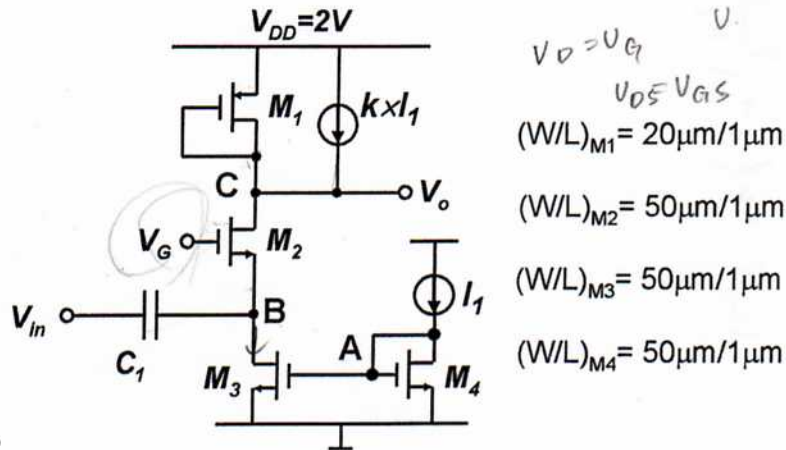 V_DD=2V
V.
V_D = V_G
V_DS = V_GS
M_1
k×I_1
(W/L)_M1= 20μm/1μm
C
V_o
V_G
M_2
(W/L)_M2= 50μm/1μm
I_1
V_in
B
(W/L)_M3= 50μm/1μm
C_1
A
M_3
M_4
(W/L)_M4= 50μm/1μm